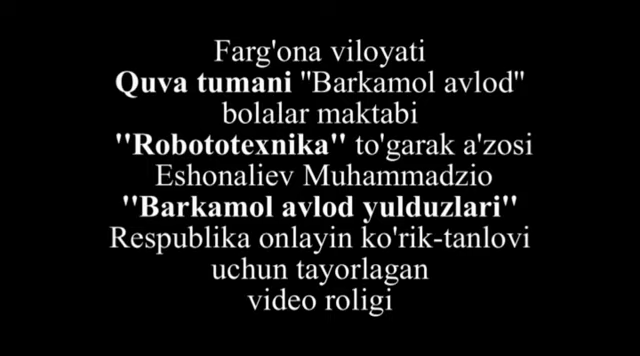 Farg'ona viloyati
Quva tumani "Barkamol avlod"
bolalar maktabi
"Robototexnika" to'garak a'zosi
Eshonaliev Muhammadzio
"Barkamol avlod yulduzlari"
Respublika onlayin ko'rik-tanlovi
uchun tayorlagan
video roligi